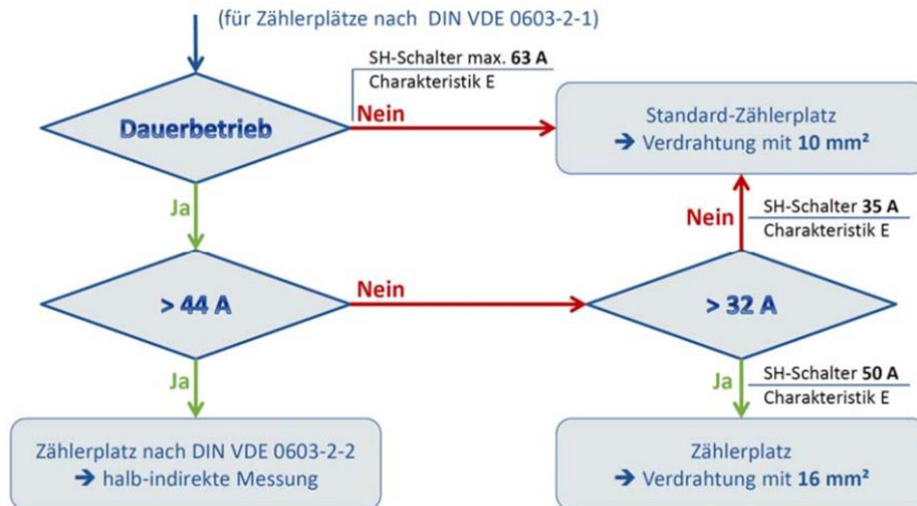 (für Zählerplätze nach DIN VDE 0603-2-1)
SH-Schalter max. 63 A
Charakteristik E
Dauerbetrieb
Nein
Standard-Zählerplatz
➔ Verdrahtung mit 10 mm²
Ja
Nein
SH-Schalter 35 A
Charakteristik E
> 44 A
Nein
> 32 A
Ja
Ja
SH-Schalter 50 A
Charakteristik E
Zählerplatz nach DIN VDE 0603-2-2
➔ halb-indirekte Messung
Zählerplatz
➔ Verdrahtung mit 16 mm²